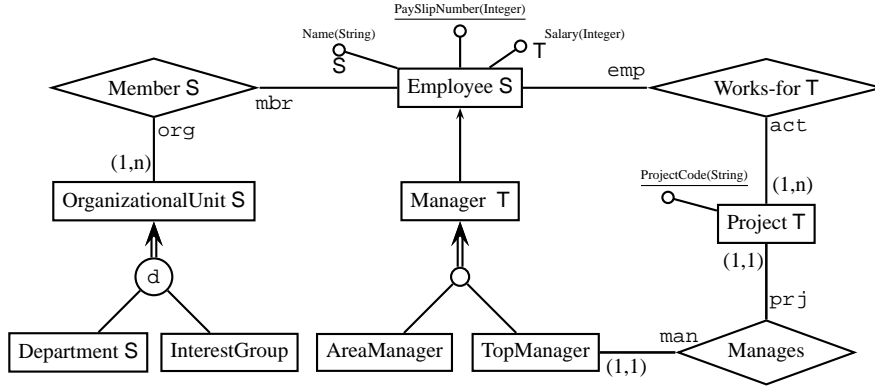 PaySlipNumber(Integer)
Name(String)
S
T
Salary(Integer)
Member S
mbr
Employee S
emp
Works-for T
org
act
(1,n)
ProjectCode(String)
(1,n)
OrganizationalUnit S
Manager T
Project T
(1,1)
d
prj
Department S
InterestGroup
AreaManager
TopManager
man
(1,1)
Manages